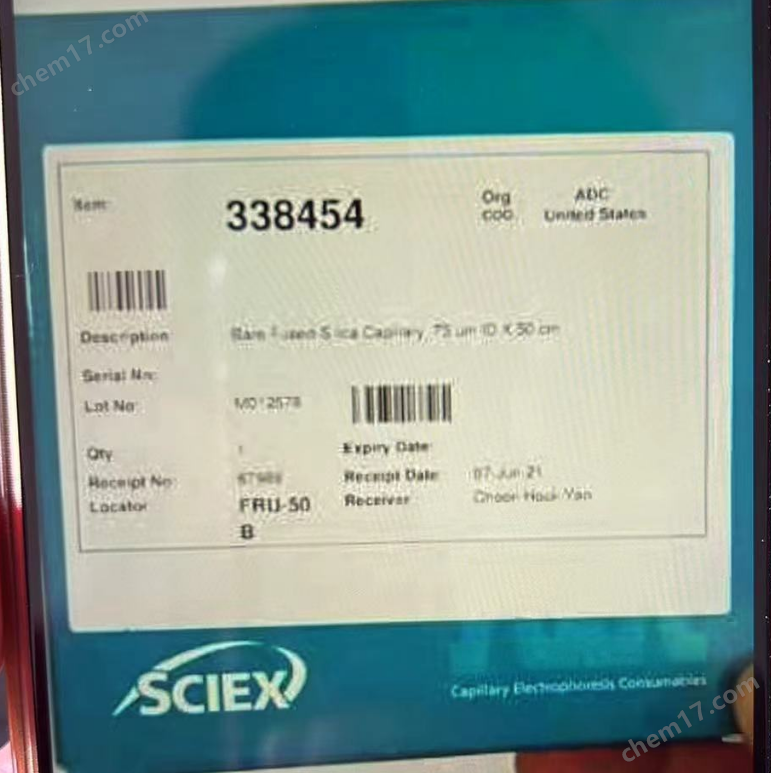 chem17.com
Item:
338454
Org ADC
COO. United States
Description: Bare Fused Silica Capillary, 75 um ID X 50 cm
Serial No:
Lot No:
Qty 1 Expiry Date:
Receipt No: Receipt Date: 07-Jun-21
Locator FRU-50 Receiver
B
SCIEX
Capillary Electrophoresis Consumables
chem17.com